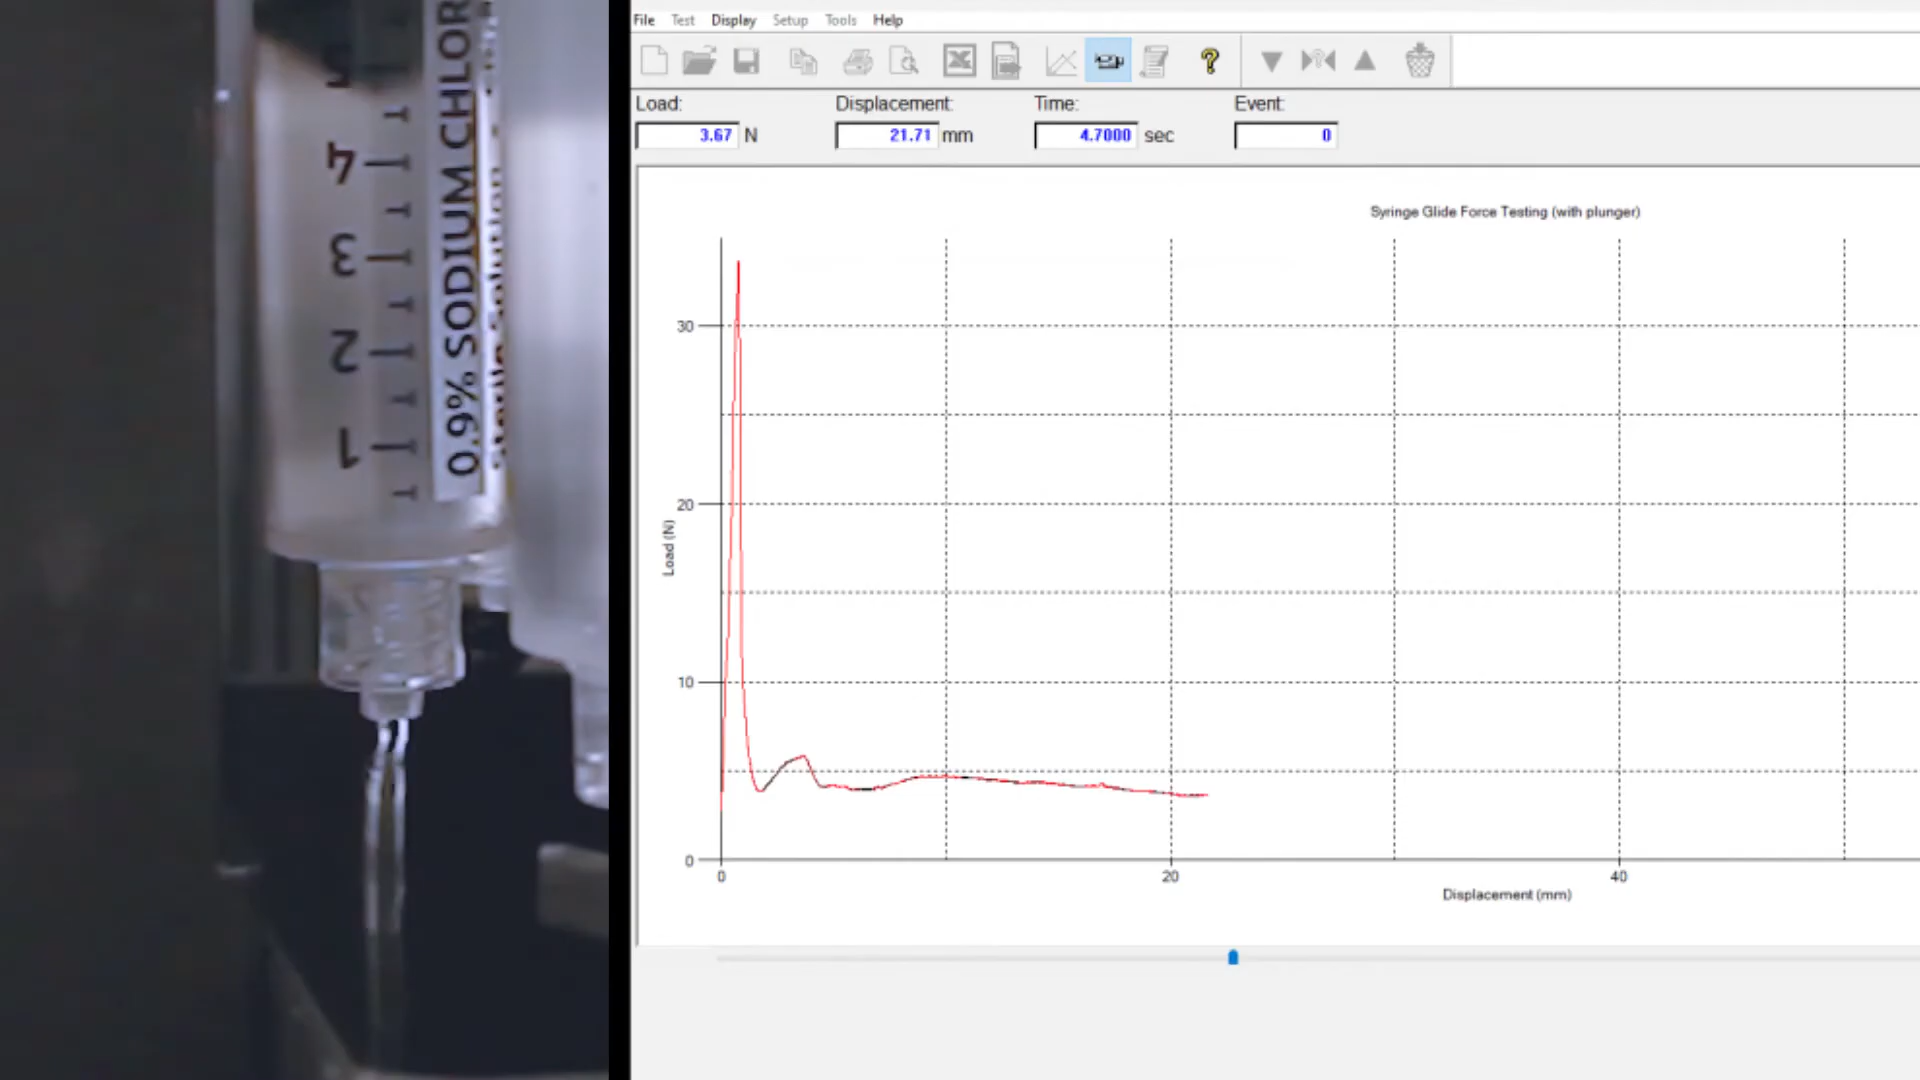 5
4
3
2
1
0.9% SODIUM CHLOR
File Test Display Setup Tools Help
Load: Displacement: Time: Event:
3.67 N 21.71 mm 4.7000 sec 0
Syringe Glide Force Testing (with plunger)
30
20
10
0
Load (N)
0 20 40
Displacement (mm)